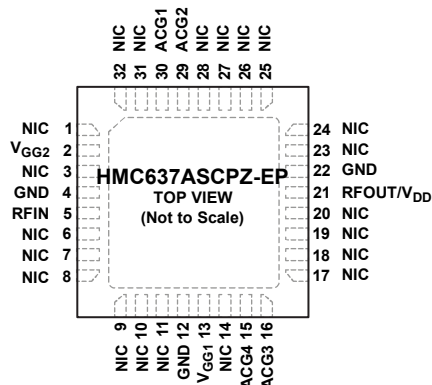 NIC NIC ACG1 ACG2 NIC NIC NIC NIC
32 31 30 29 28 27 26 25
NIC 1
VGG2 2
NIC 3
GND 4
RFIN 5
NIC 6
NIC 7
NIC 8
HMC637ASCPZ-EP
TOP VIEW
(Not to Scale)
24 NIC
23 NIC
22 GND
21 RFOUT/VDD
20 NIC
19 NIC
18 NIC
17 NIC
9 10 11 12 13 14 15 16
NIC NIC NIC GND VGG1 NIC ACG4 ACG3